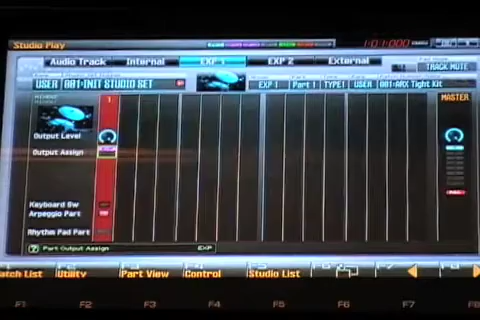 Studio Play
1:01:000
Audio Track Internal EXP 1 EXP 2 External
TRACK MUTE
USER 001:INIT STUDIO SET
EXP 1 Part 1 TYPE1 USER 001:ARX Tight Kit
1
MASTER
Output Level
Output Assign
Keyboard Sw
Arpeggio Part
Rhythm Pad Part
Part Output Assign EXP
atch List Utility Part View Control Studio List
F1 F2 F3 F4 F5 F6 F7 F8